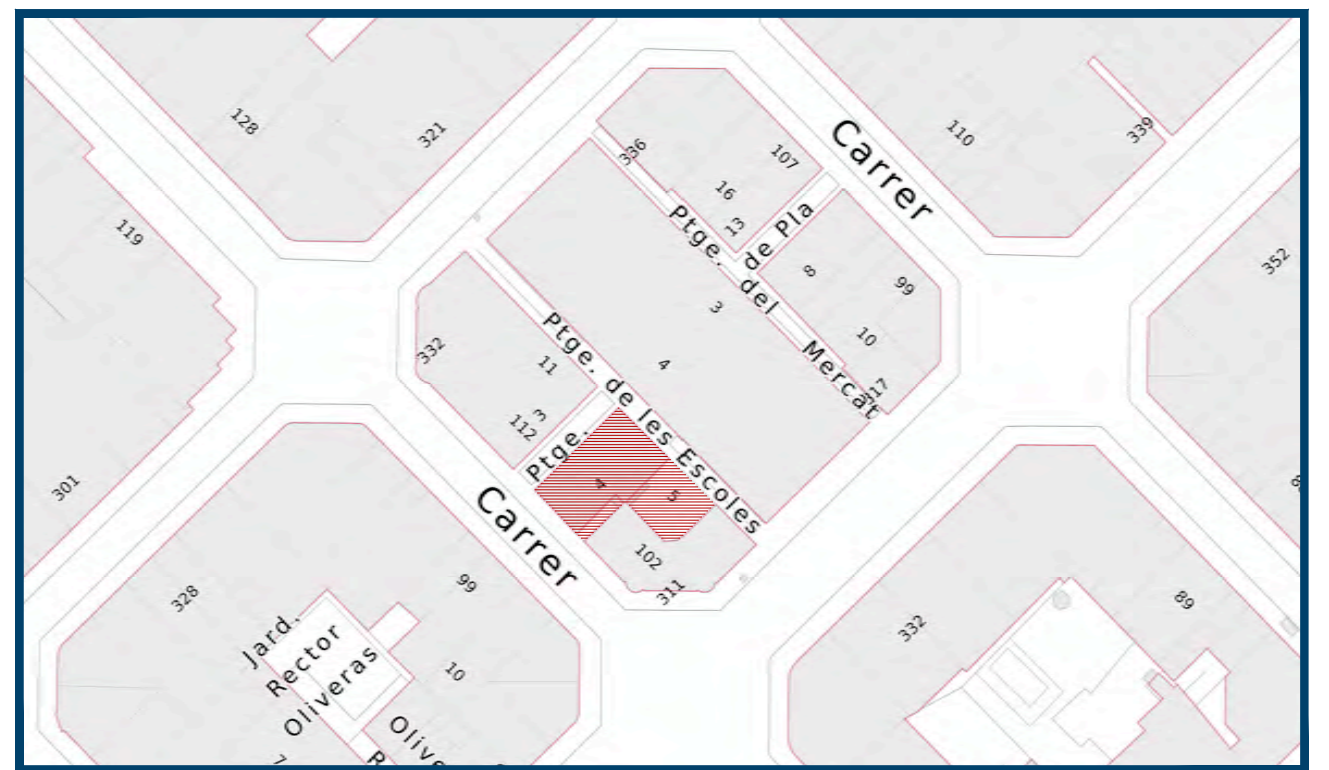 128
321
119
301
336
107
16
13
Ptge.
de Pla
Carrer
110
339
352
8
99
10
del
3
Mercat
317
332
11
3
112
4
Ptge. de les Escoles
Ptge.
4
5
102
311
Carrer
328
99
10
Jard.
Rector
Oliveras
332
89